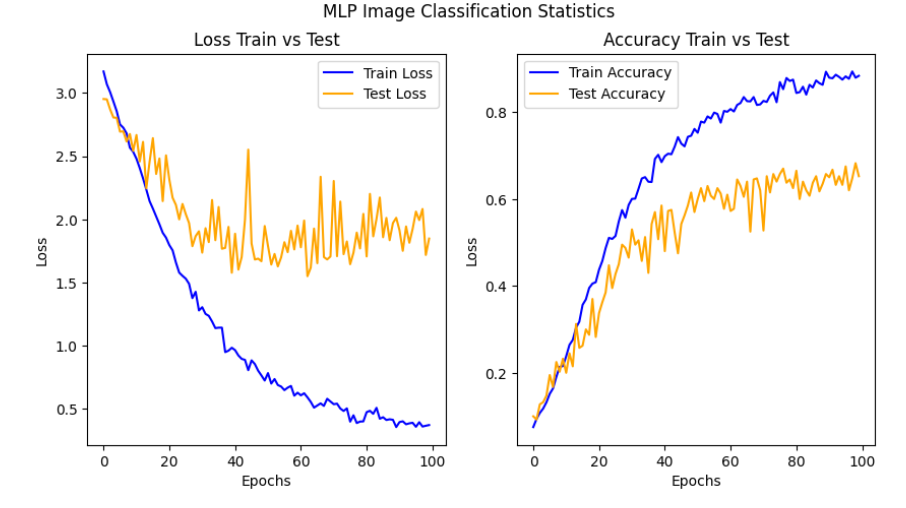 MLP Image Classification Statistics
Loss Train vs Test
Train Loss
Test Loss
3.0
2.5
2.0
1.5
1.0
0.5
Loss
0 20 40 60 80 100
Epochs
Accuracy Train vs Test
Train Accuracy
Test Accuracy
0.8
0.6
0.4
0.2
Loss
0 20 40 60 80 100
Epochs